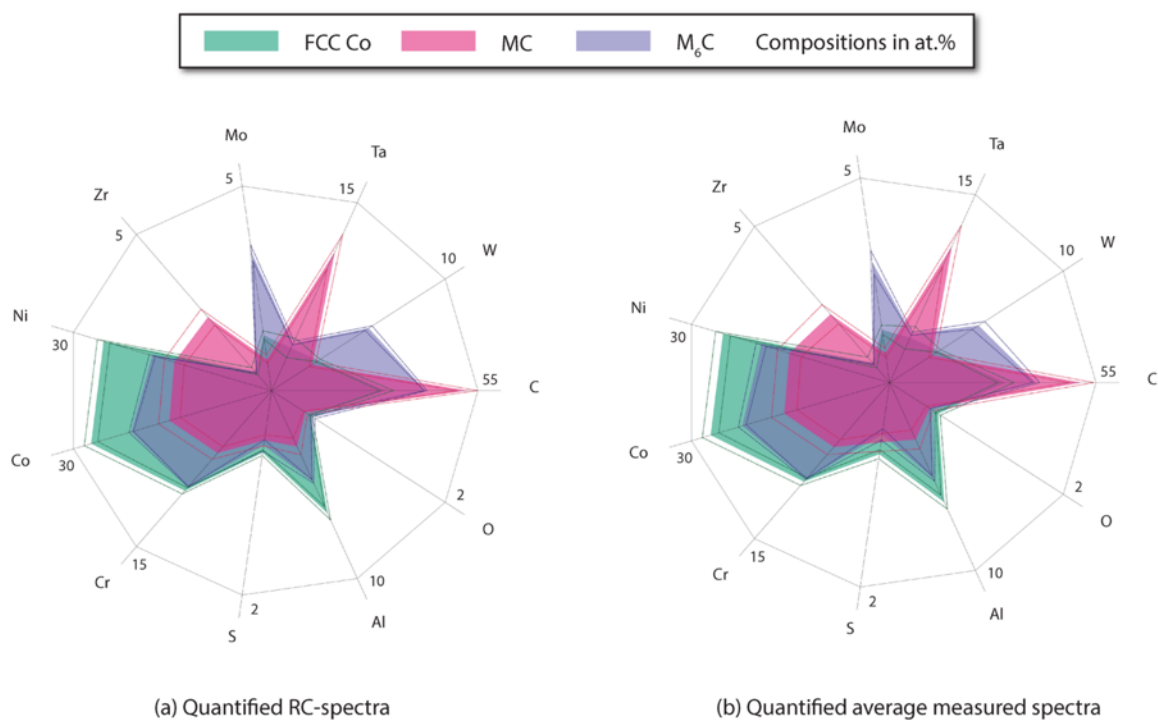 FCC Co MC M₆C Compositions in at.%
Mo
5
Ta
15
W
10
C
55
O
2
Al
10
S
2
Cr
15
Co
30
Ni
30
Zr
5
Mo
5
Ta
15
W
10
C
55
O
2
Al
10
S
2
Cr
15
Co
30
Ni
30
Zr
5
(a) Quantified RC-spectra
(b) Quantified average measured spectra